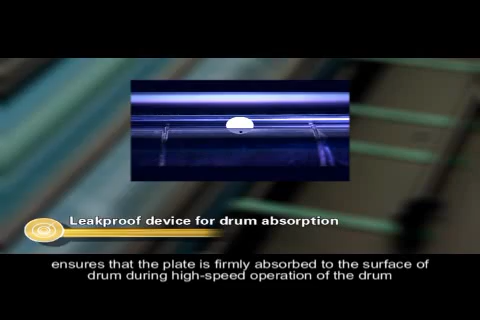 Leakproof device for drum absorption
ensures that the plate is firmly absorbed to the surface of
drum during high-speed operation of the drum